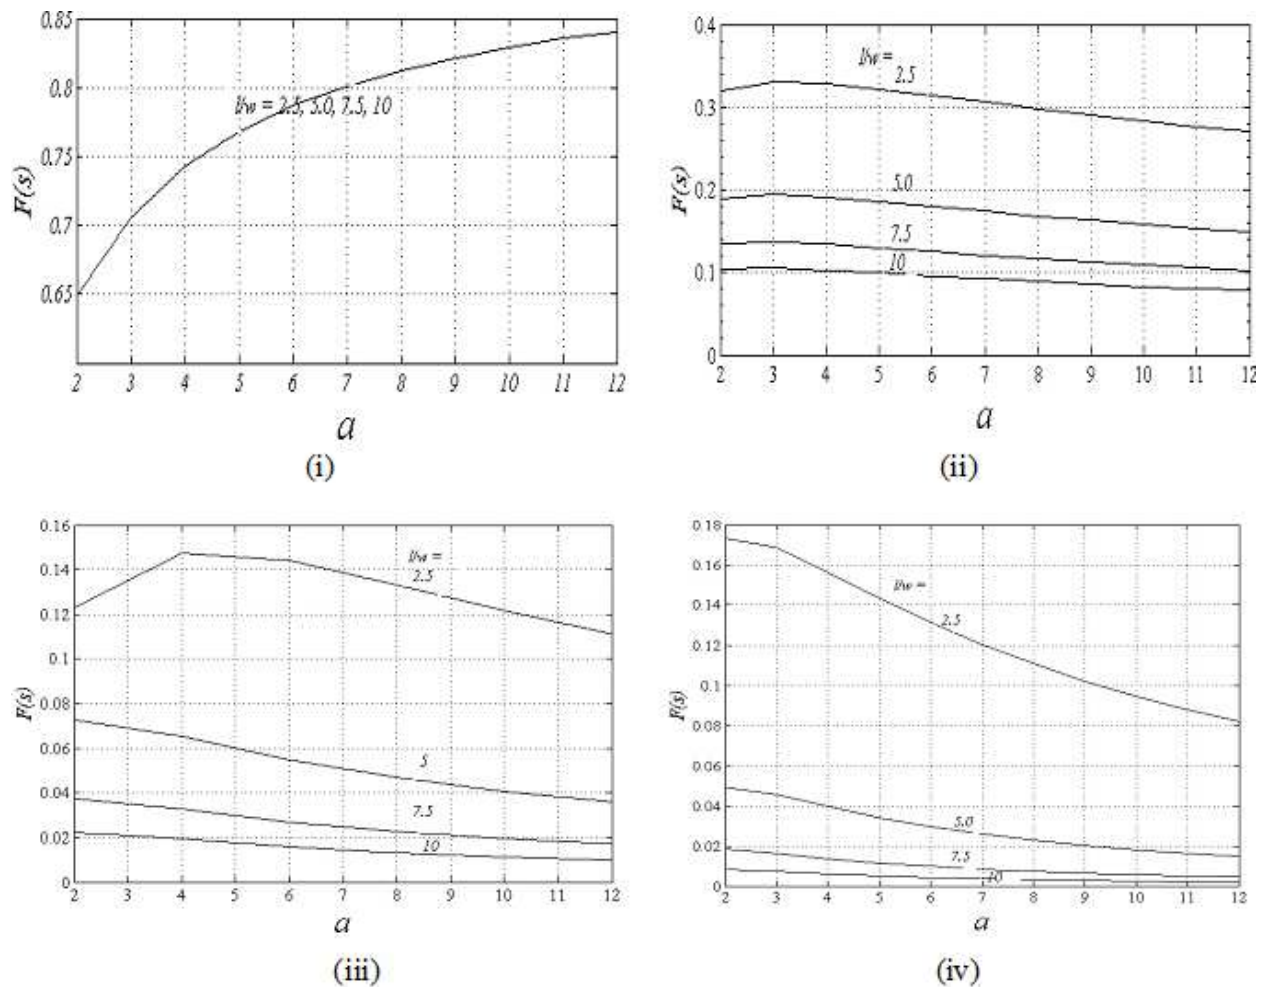 0.85
0.8
0.75
0.7
0.65
F(s)
l/w = 2.5, 5.0, 7.5, 10
2 3 4 5 6 7 8 9 10 11 12
a
(i)
0.4
0.3
0.2
0.1
0
F(s)
l/w =
2.5
5.0
7.5
10
2 3 4 5 6 7 8 9 10 11 12
a
(ii)
0.16
0.14
0.12
0.1
0.08
0.06
0.04
0.02
0
F(s)
l/w =
2.5
5
7.5
10
2 3 4 5 6 7 8 9 10 11 12
a
(iii)
0.18
0.16
0.14
0.12
0.1
0.08
0.06
0.04
0.02
0
F(s)
l/w =
2.5
5.0
7.5
10
2 3 4 5 6 7 8 9 10 11 12
a
(iv)